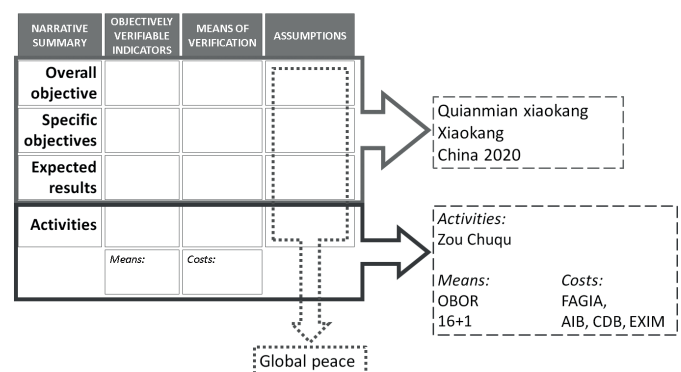 NARRATIVE SUMMARY
OBJECTIVELY VERIFIABLE INDICATORS
MEANS OF VERIFICATION
ASSUMPTIONS
Overall objective
Specific objectives
Expected results
Activities
Means:
Costs:
Quianmian xiaokang
Xiaokang
China 2020
Activities:
Zou Chuqu
Means:
OBOR
16+1
Costs:
FAGIA,
AIB, CDB, EXIM
Global peace